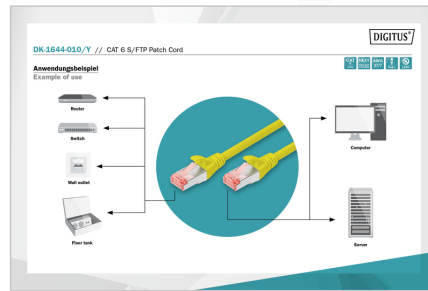 DIGITUS®
DK-1644-010/Y // CAT 6 S/FTP Patch Cord
Anwendungsbeispiel
Example of use
Router
Switch
Wall outlet
Floor tank
Computer
Server